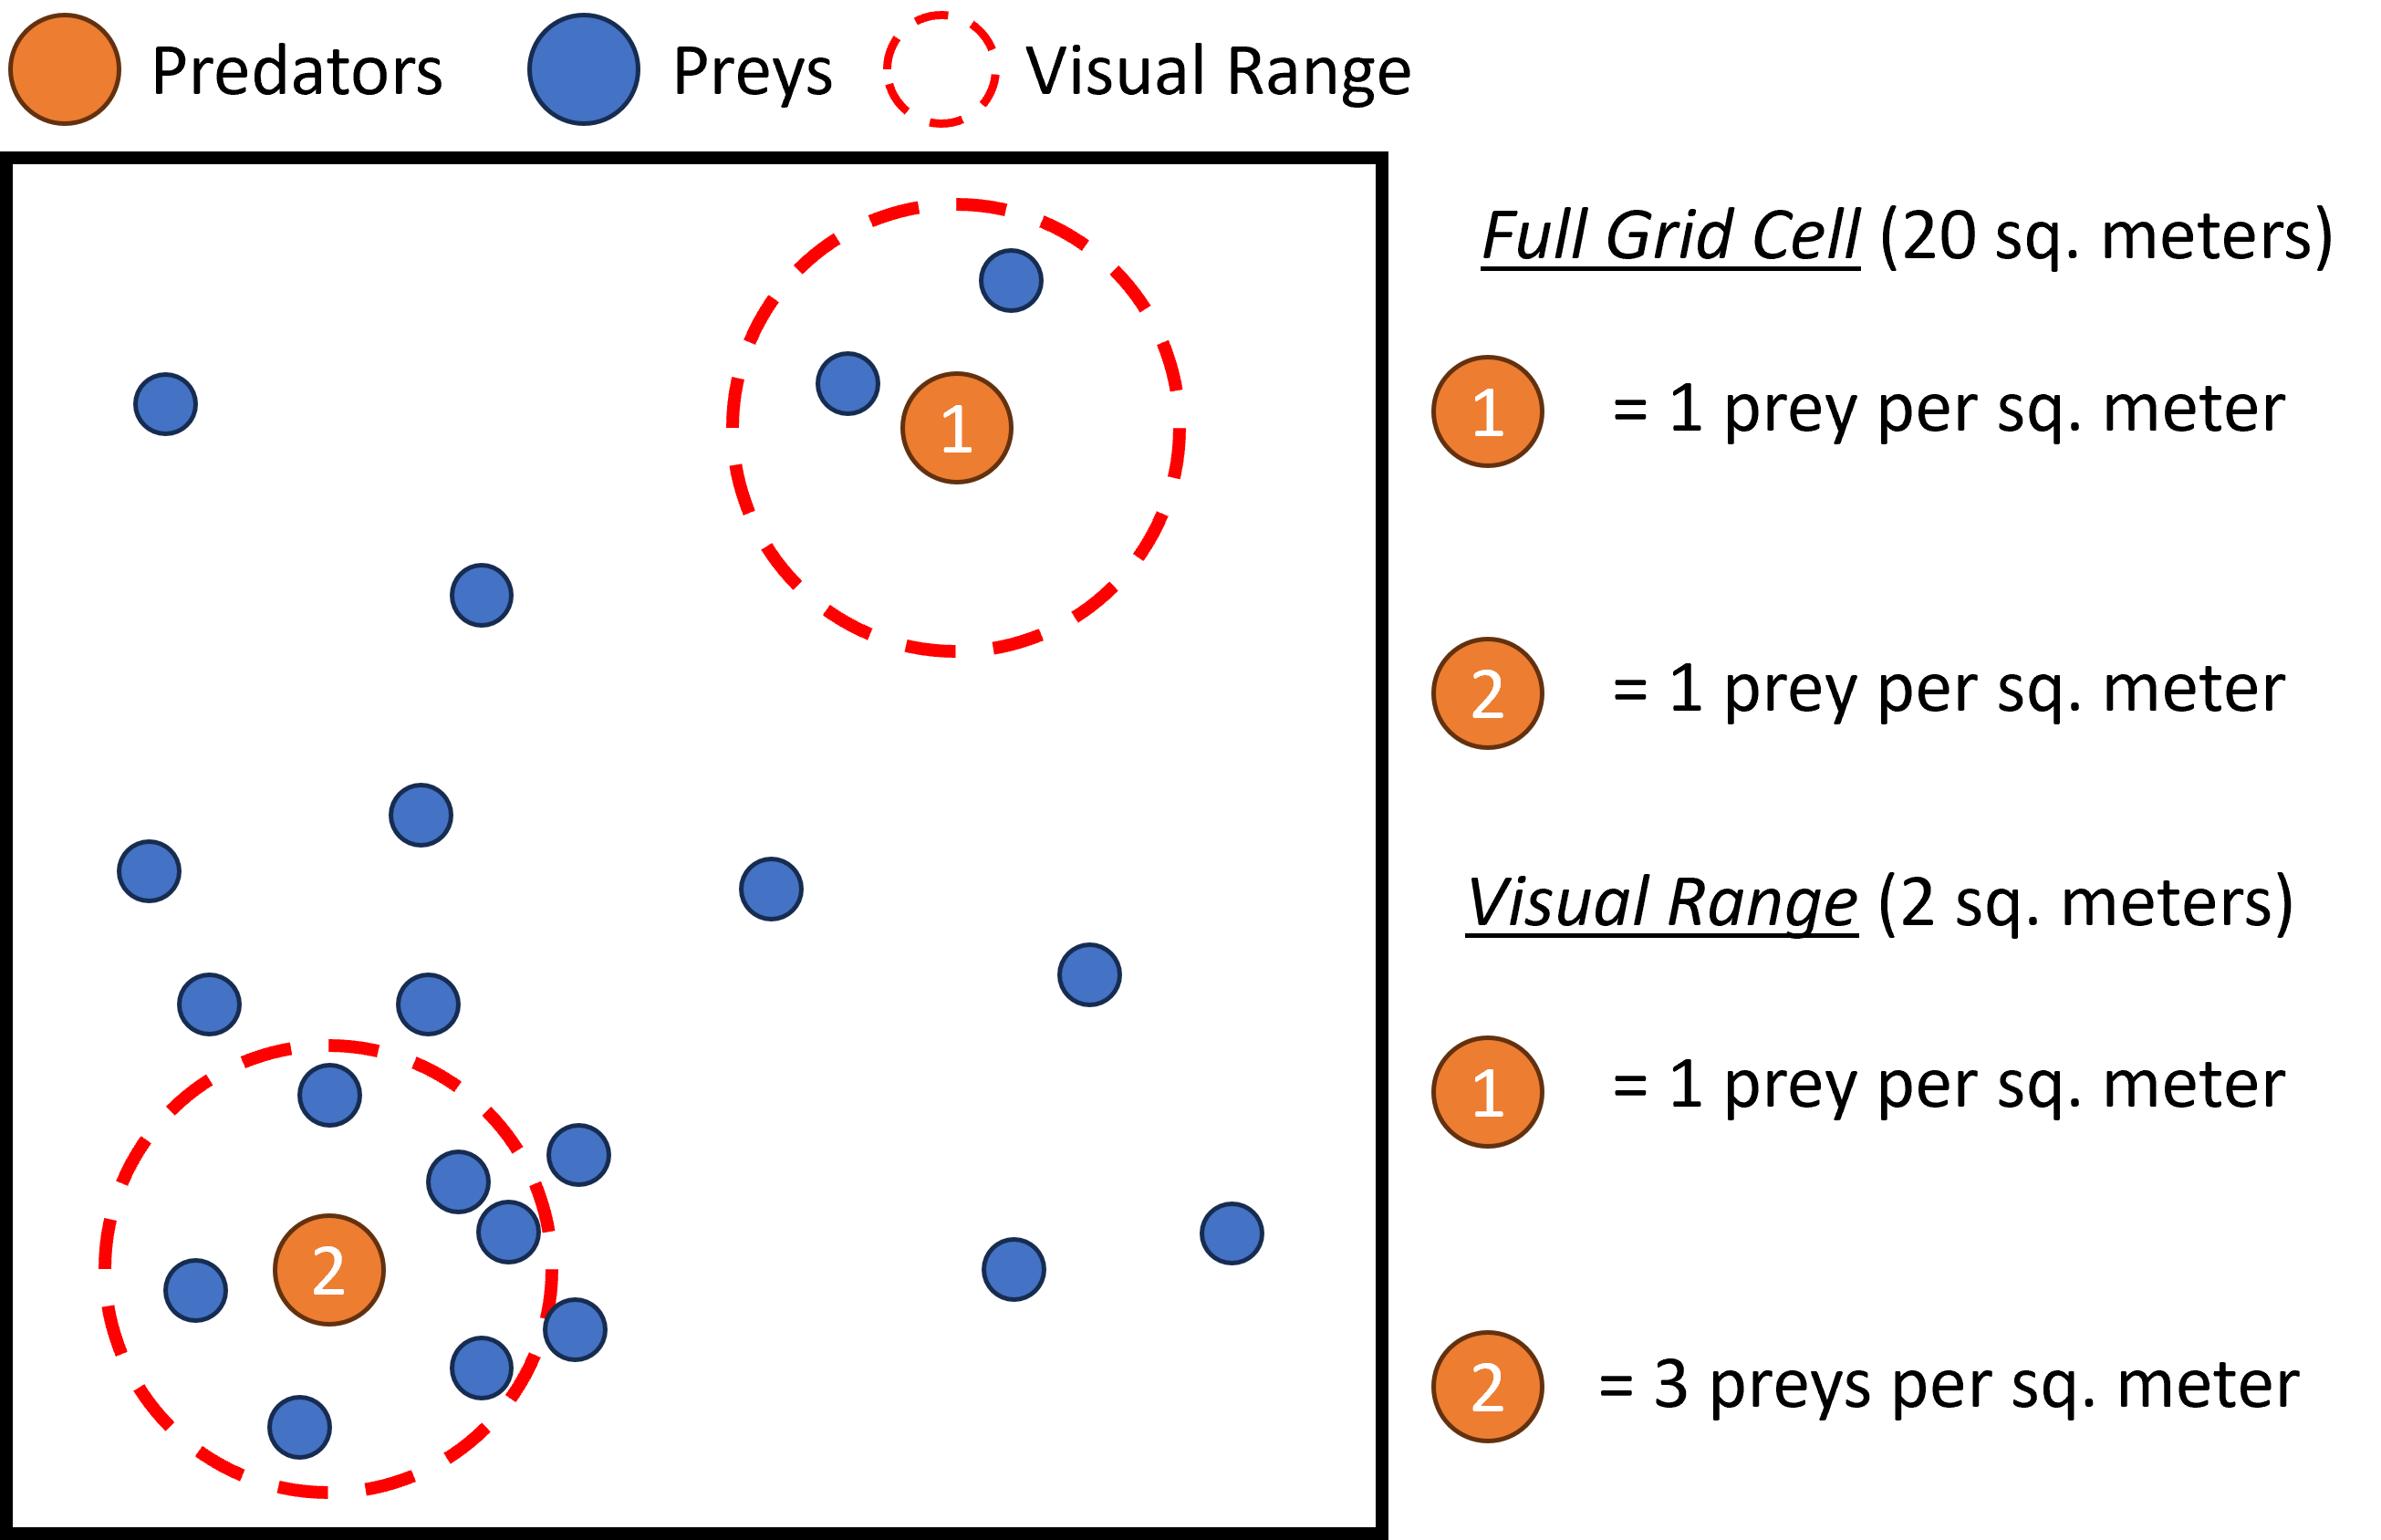 Predators Preys Visual Range
Full Grid Cell (20 sq. meters)
1
1 = 1 prey per sq. meter
2 = 1 prey per sq. meter
Visual Range (2 sq. meters)
1 = 1 prey per sq. meter
2
2 = 3 preys per sq. meter